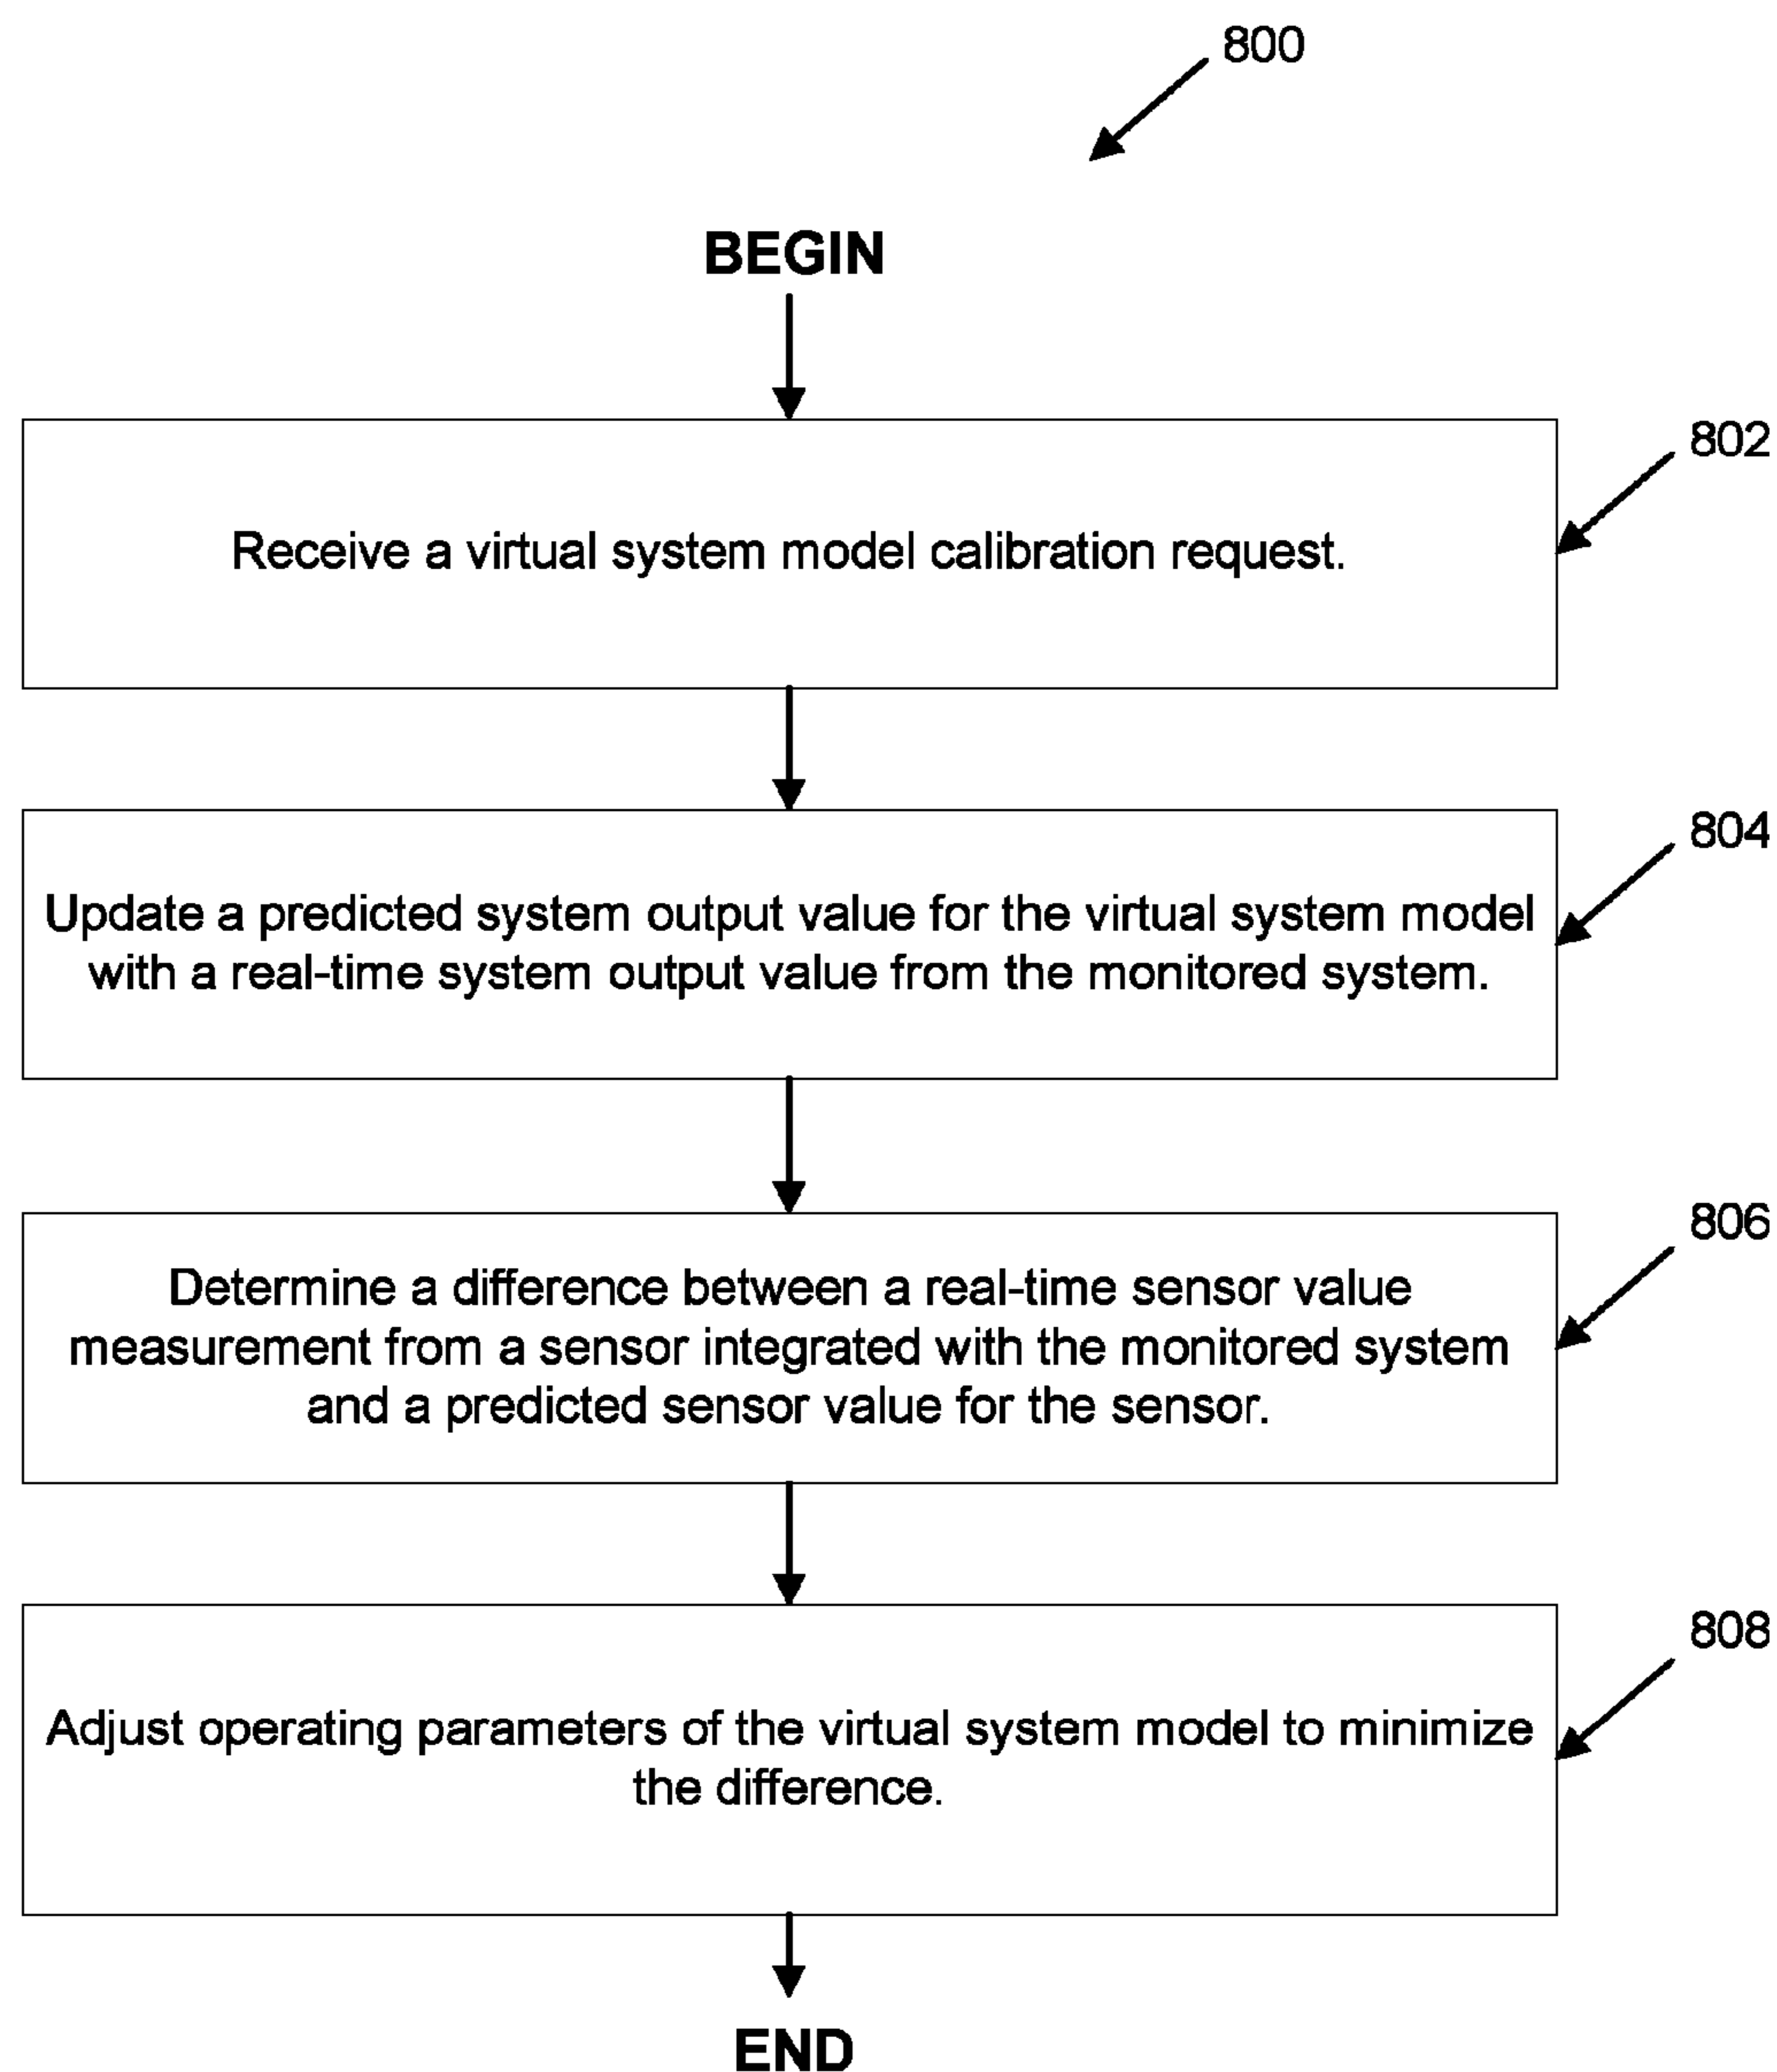 800
BEGIN
802
Receive a virtual system model calibration request.
804
Update a predicted system output value for the virtual system model
with a real-time system output value from the monitored system.
806
Determine a difference between a real-time sensor value
measurement from a sensor integrated with the monitored system
and a predicted sensor value for the sensor.
808
Adjust operating parameters of the virtual system model to minimize
the difference.
END